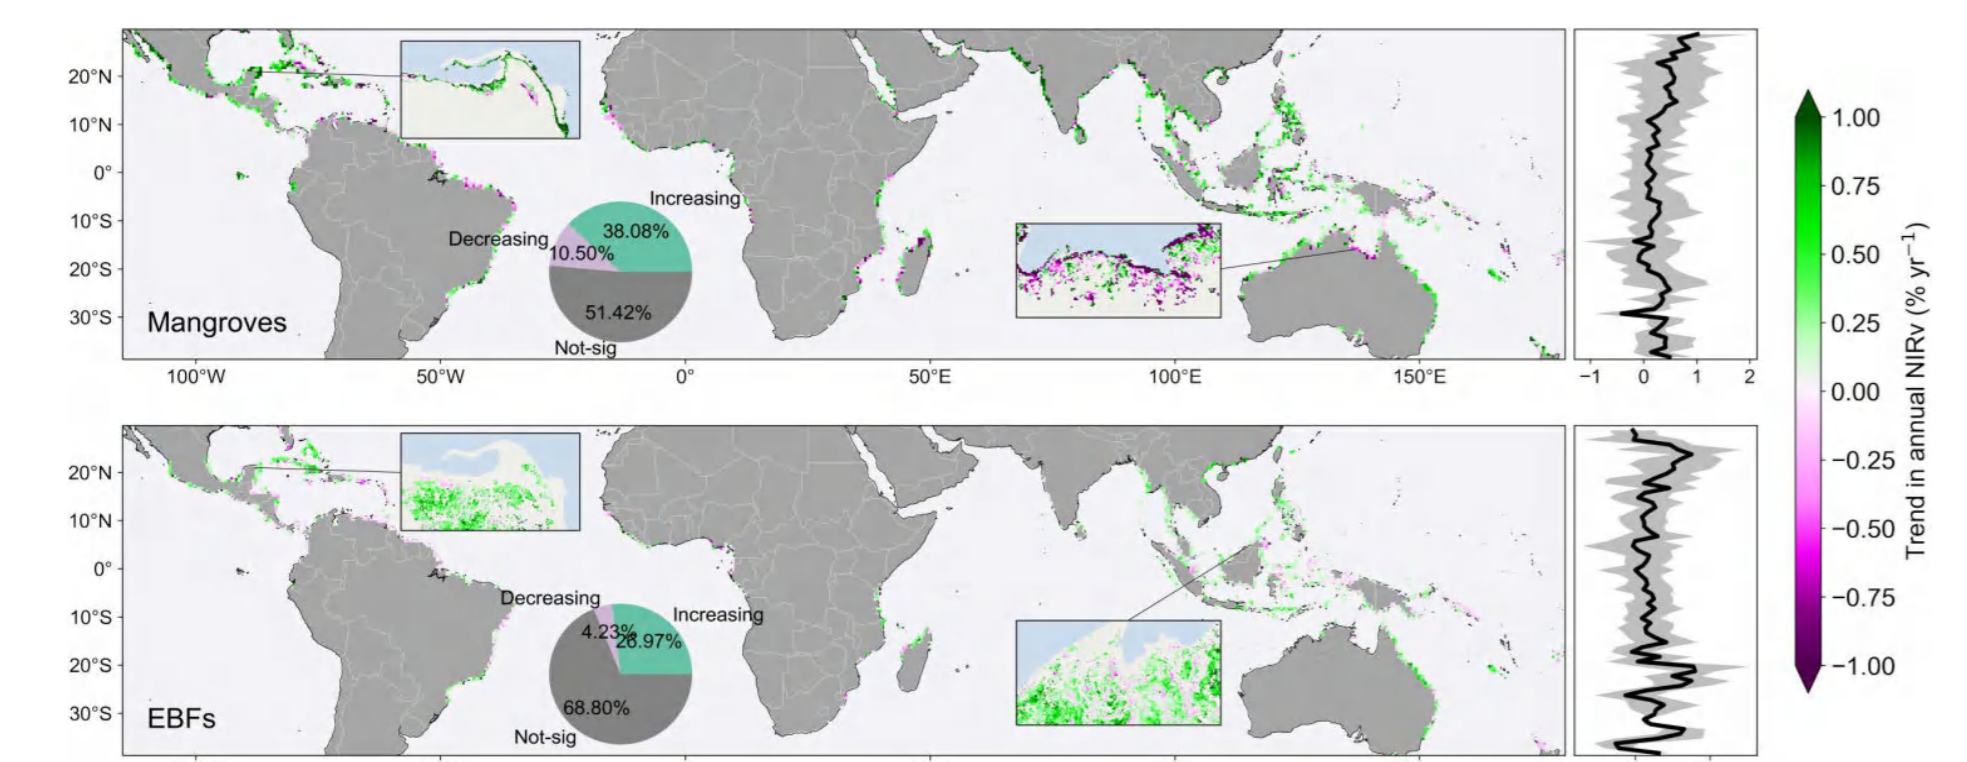 20°N
10°N
0°
10°S
20°S
30°S
Increasing
Decreasing
38.08%
10.50%
51.42%
Not-sig
Mangroves
100°W 50°W 0° 50°E 100°E 150°E
−1 0 1 2
20°N
10°N
0°
10°S
20°S
30°S
Decreasing
Increasing
4.23%
26.97%
68.80%
Not-sig
EBFs
1.00
0.75
0.50
0.25
0.00
−0.25
−0.50
−0.75
−1.00
Trend in annual NIRv (% yr⁻¹)